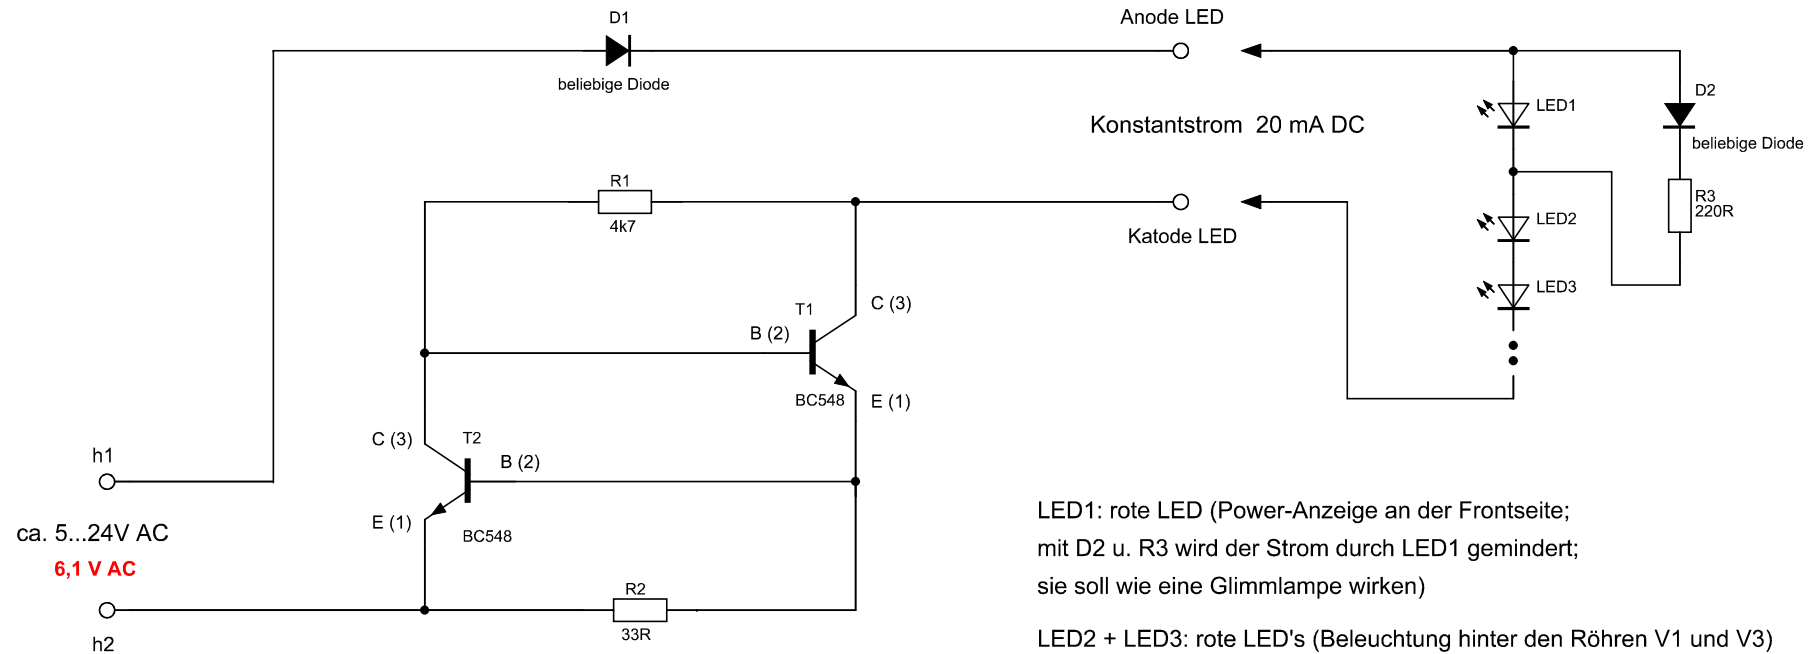 D1
beliebige Diode
Anode LED
Konstantstrom 20 mA DC
LED1
D2
beliebige Diode
R1
4k7
Katode LED
LED2
R3
220R
LED3
T1
C (3)
B (2)
BC548
E (1)
C (3)
T2
B (2)
E (1)
BC548
h1
ca. 5...24V AC
6,1 V AC
h2
R2
33R
LED1: rote LED (Power-Anzeige an der Frontseite;
mit D2 u. R3 wird der Strom durch LED1 gemindert;
sie soll wie eine Glimmlampe wirken)
LED2 + LED3: rote LED's (Beleuchtung hinter den Röhren V1 und V3)